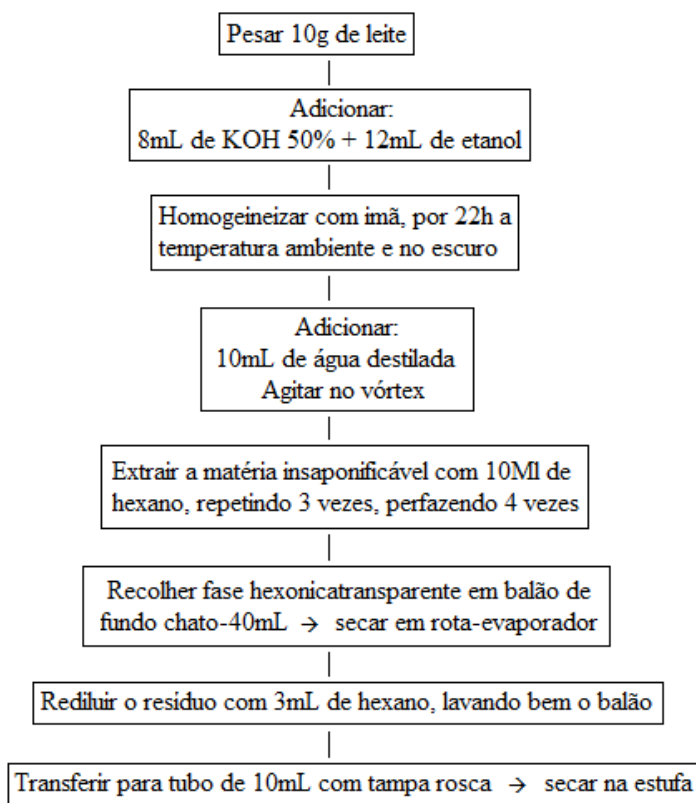 Pesar 10g de leite
Adicionar:
8mL de KOH 50% + 12mL de etanol
Homogeineizar com imã, por 22h a
temperatura ambiente e no escuro
Adicionar:
10mL de água destilada
Agitar no vórtex
Extrair a matéria insaponificável com 10Ml de
hexano, repetindo 3 vezes, perfazendo 4 vezes
Recolher fase hexonicatransparente em balão de
fundo chato-40mL → secar em rota-evaporador
Rediluir o resíduo com 3mL de hexano, lavando bem o balão
Transferir para tubo de 10mL com tampa rosca → secar na estufa